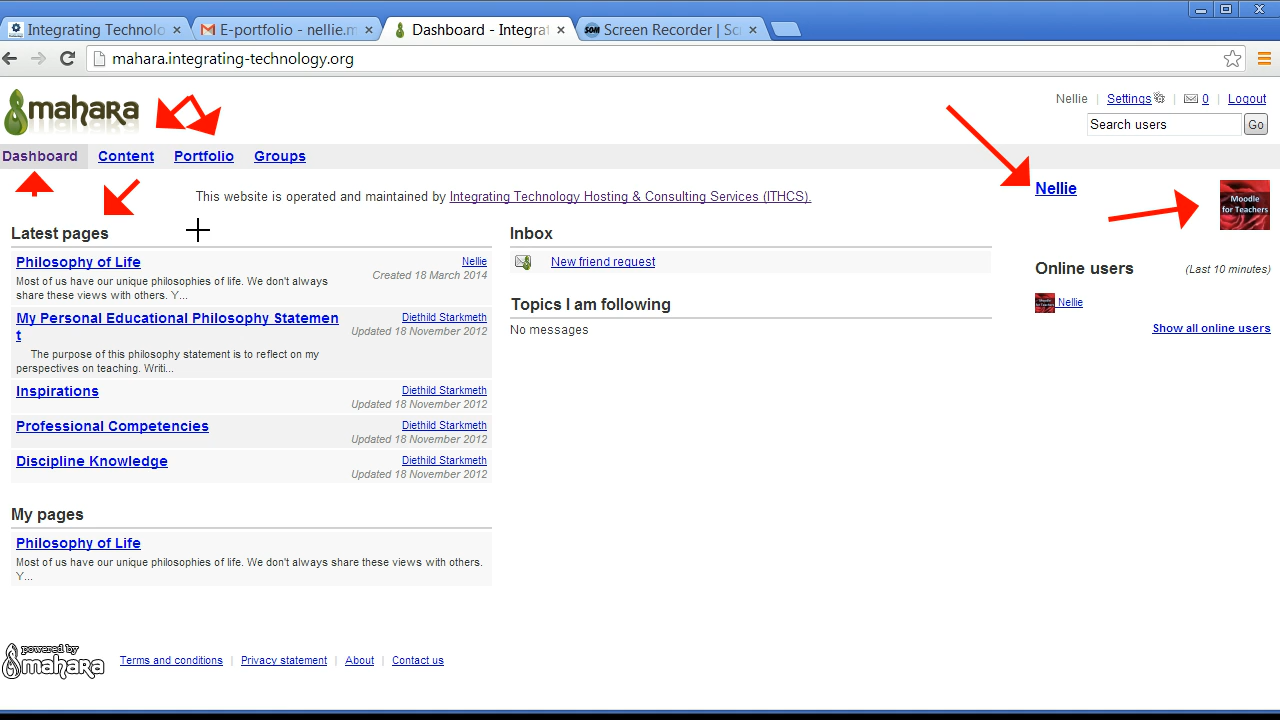 Integrating Technolo
E-portfolio - nellie.m
Dashboard - Integrat
Screen Recorder | Sc
mahara.integrating-technology.org
mahara
Nellie | Settings | 0 | Logout
Search users Go
Dashboard Content Portfolio Groups
This website is operated and maintained by Integrating Technology Hosting & Consulting Services (ITHCS).
Nellie
Moodle
for Teachers
Latest pages
Philosophy of Life Nellie
Created 18 March 2014
Most of us have our unique philosophies of life. We don't always
share these views with others. Y...
My Personal Educational Philosophy Statemen Diethild Starkmeth
t Updated 18 November 2012
The purpose of this philosophy statement is to reflect on my
perspectives on teaching. Writi...
Inspirations Diethild Starkmeth
Updated 18 November 2012
Professional Competencies Diethild Starkmeth
Updated 18 November 2012
Discipline Knowledge Diethild Starkmeth
Updated 18 November 2012
My pages
Philosophy of Life
Most of us have our unique philosophies of life. We don't always share these views with others.
Y...
Inbox
New friend request
Topics I am following
No messages
Online users (Last 10 minutes)
Nellie
Show all online users
powered by
mahara
Terms and conditions | Privacy statement | About | Contact us